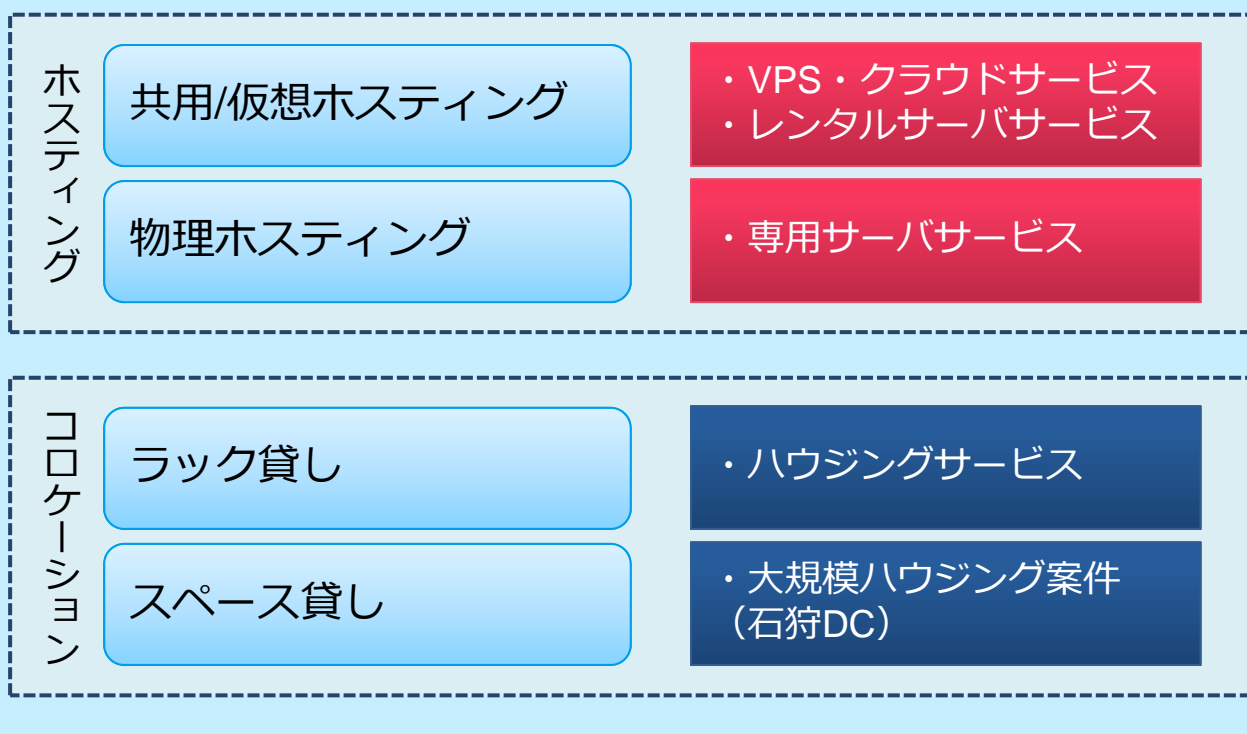 ホスティング
共用/仮想ホスティング
・VPS・クラウドサービス
・レンタルサーバサービス
物理ホスティング
・専用サーバサービス
コロケーション
ラック貸し
・ハウジングサービス
スペース貸し
・大規模ハウジング案件
（石狩DC）